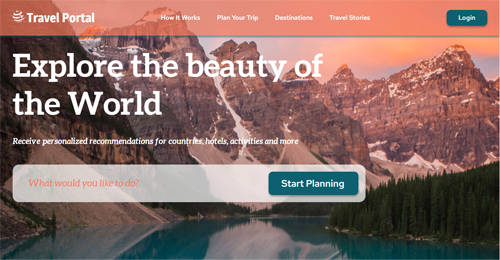 Travel Portal
How It Works
Plan Your Trip
Destinations
Travel Stories
Login
Explore the beauty of
the World
Receive personalized recommendations for countries, hotels, activities and more
What would you like to do?
Start Planning